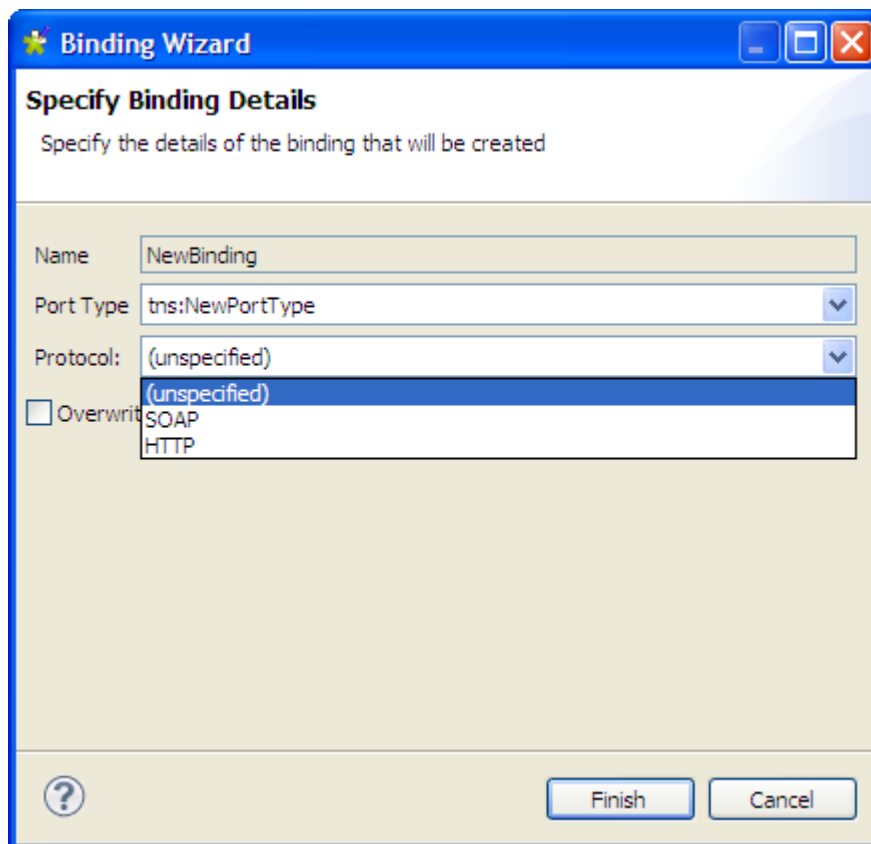 Binding Wizard
Specify Binding Details
Specify the details of the binding that will be created
Name NewBinding
Port Type tns:NewPortType
Protocol: (unspecified)
(unspecified)
Overwrit SOAP
HTTP
? Finish Cancel